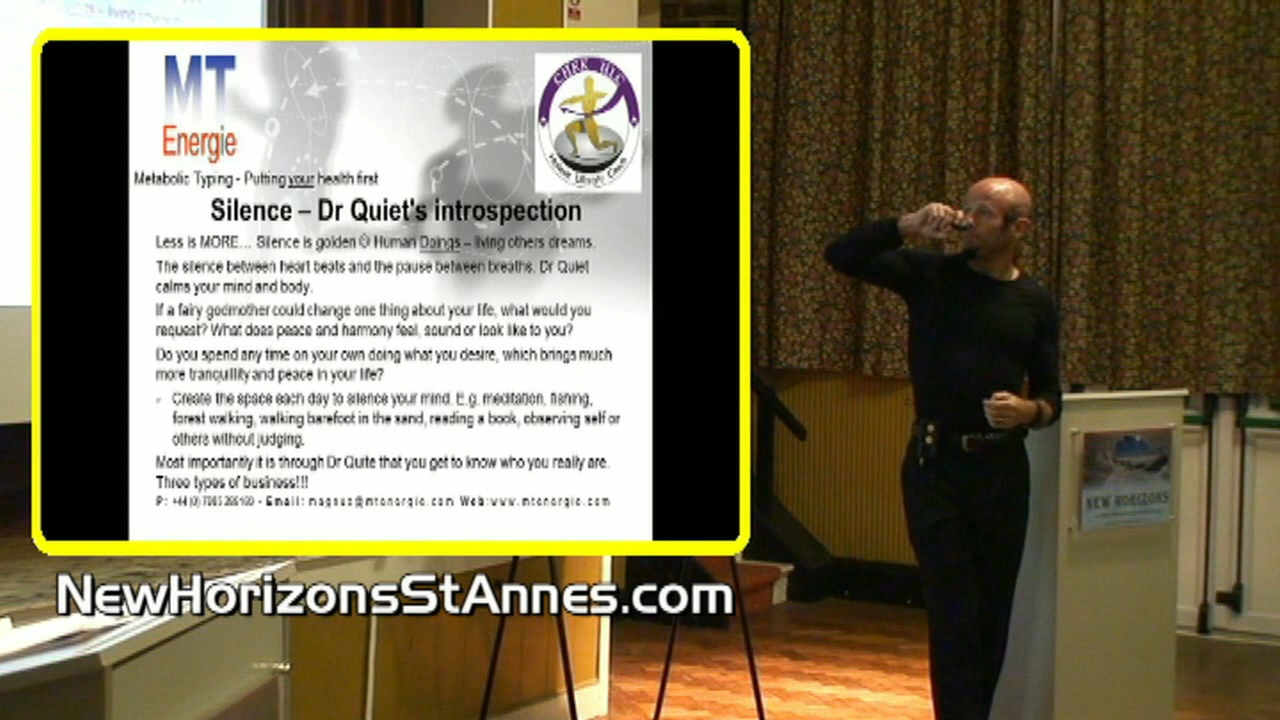 MT
Energie
CHEK HLC
Metabolic Typing - Putting your health first
Silence – Dr Quiet's introspection
Less is MORE… Silence is golden ☺ Human Doings – living others dreams.
The silence between heart beats and the pause between breaths. Dr Quiet
calms your mind and body.
If a fairy godmother could change one thing about your life, what would you
request? What does peace and harmony feel, sound or look like to you?
Do you spend any time on your own doing what you desire, which brings much
more tranquillity and peace in your life?
Create the space each day to silence your mind. E.g. meditation, fishing,
forest walking, walking barefoot in the sand, reading a book, observing self or
others without judging.
Most importantly it is through Dr Quite that you get to know who you really are.
Three types of business!!!
P: +44 (0) - Email: magnus@mtenergie.com Web:www.mtenergie.com
NEW HORIZONS
NewHorizonsStAnnes.com